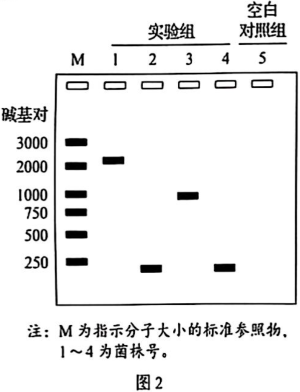 空白
实验组 对照组
M 1 2 3 4 5
碱基对
3000
2000
1000
750
500
250
注：M为指示分子大小的标准参照物，
1～4为菌株号。
图2